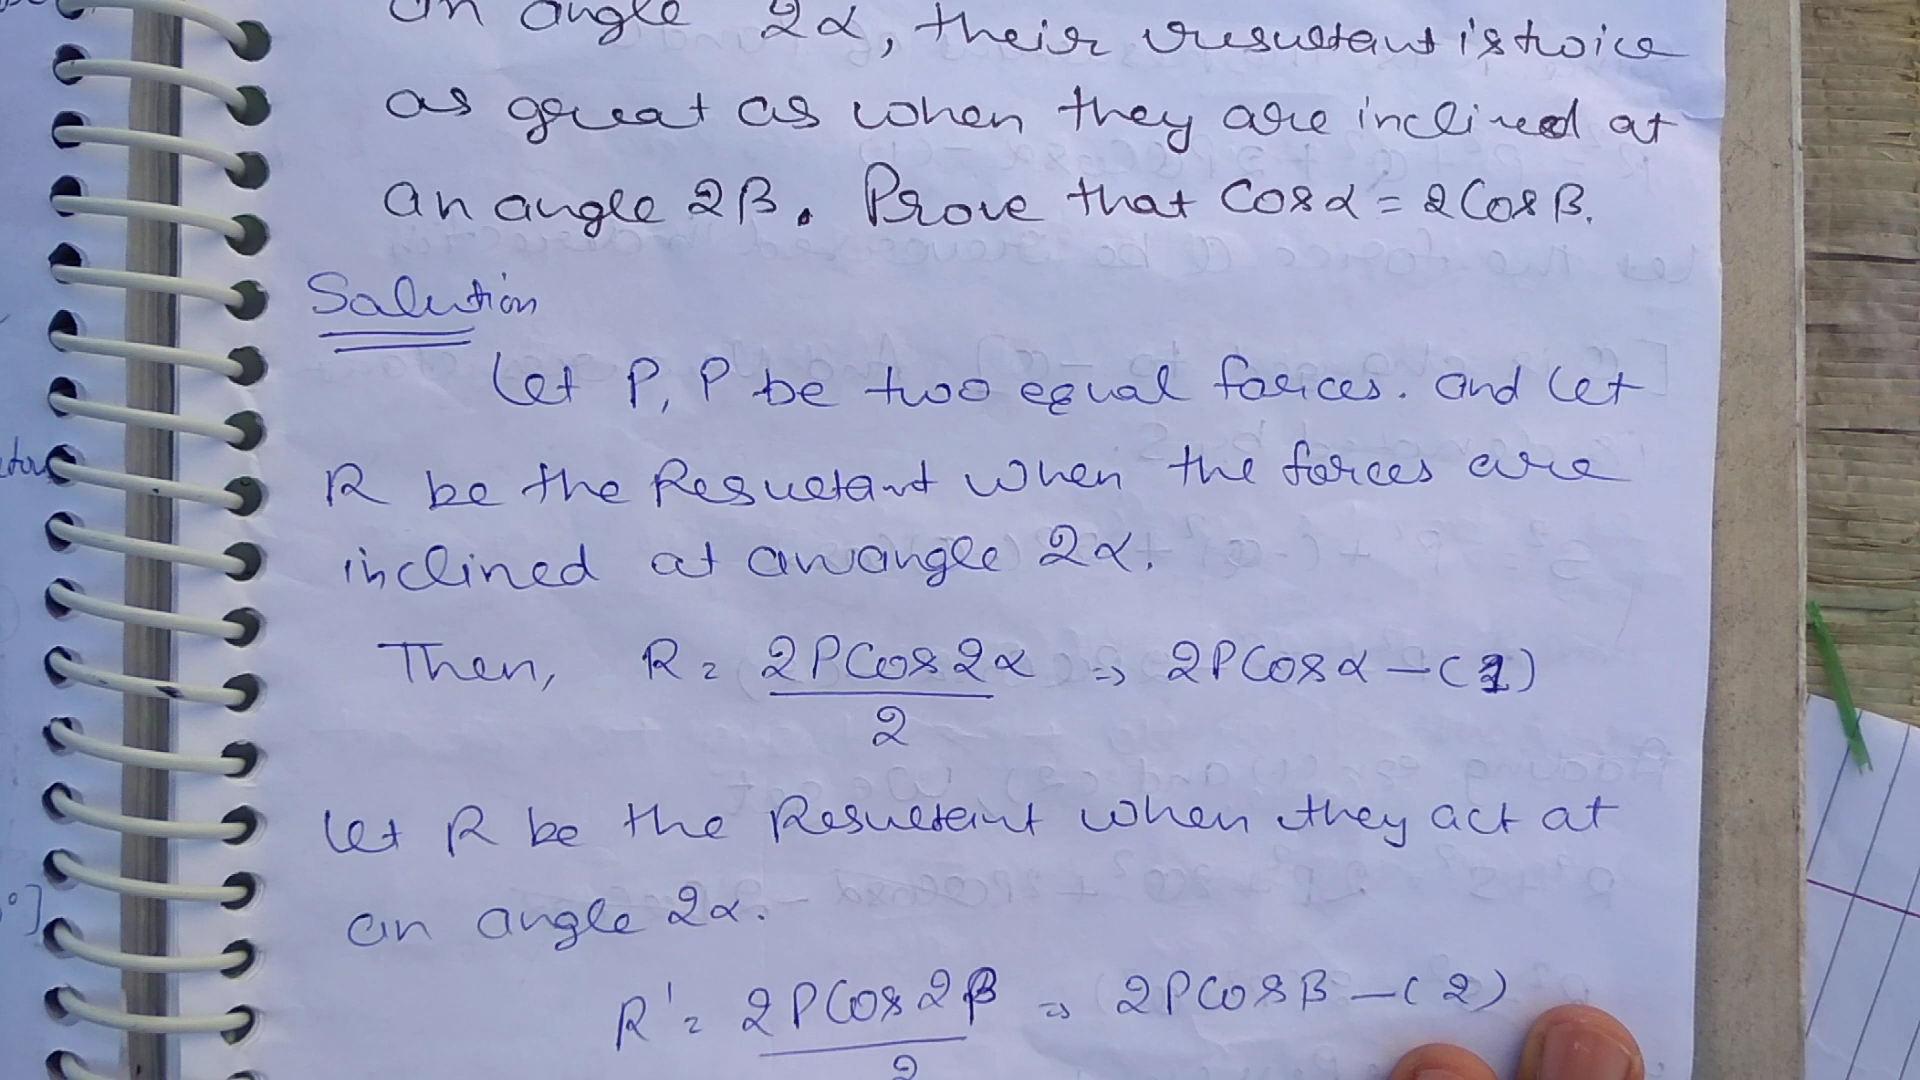 an angle 2α, their resultant is twice
as great as when they are inclined at
an angle 2β. Prove that Cosα = 2Cosβ.
Solution
Let P, P be two equal forces. and let
R be the Resultant when the forces are
inclined at an angle 2α.
Then, R = 2PCos2α/2 => 2PCosα -(1)
Let R be the Resultant when they act at
an angle 2α.
R' = 2PCos2β/2 => 2PCosβ -(2)